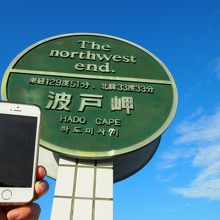 The northwest
end.
東経129度51分、北緯33度33分
波戸岬
HADO CAPE
하도미사키